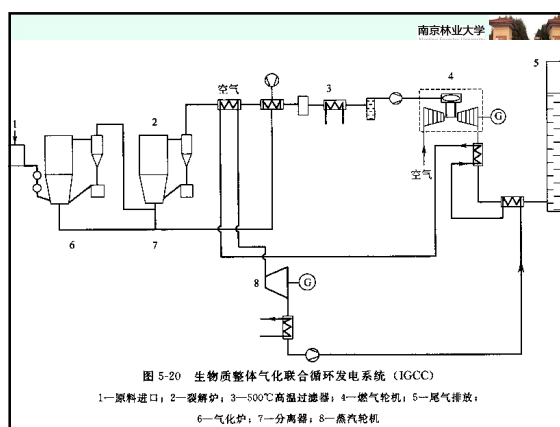 南京林业大学
空气
3
4
5
1
2
G
空气
6
7
8
G
图 5-20 生物质整体气化联合循环发电系统（IGCC）
1—原料进口；2—裂解炉；3—500℃高温过滤器；4—燃气轮机；5—尾气排放；
6—气化炉；7—分离器；8—蒸汽轮机